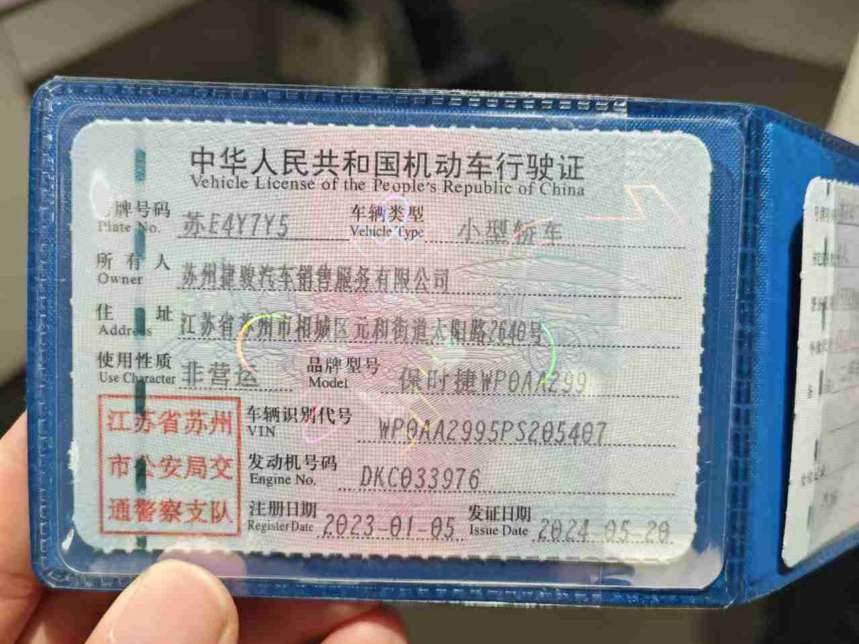 中华人民共和国机动车行驶证
Vehicle License of the People's Republic of China
号牌号码 苏E4Y7Y5 车辆类型 小型轿车
Plate No. Vehicle Type
所有人 苏州捷骏汽车销售服务有限公司
Owner
住址 江苏省苏州市相城区元和街道太阳路2640号
Address
使用性质 非营运 品牌型号 保时捷WP0AA299
Use Character Model
江苏省苏州 车辆识别代号 WP0AA2995PS205407
VIN
市公安局交 发动机号码 DKC033976
Engine No.
通警察支队 注册日期 2023-01-05 发证日期 2024-05-20
Register Date Issue Date